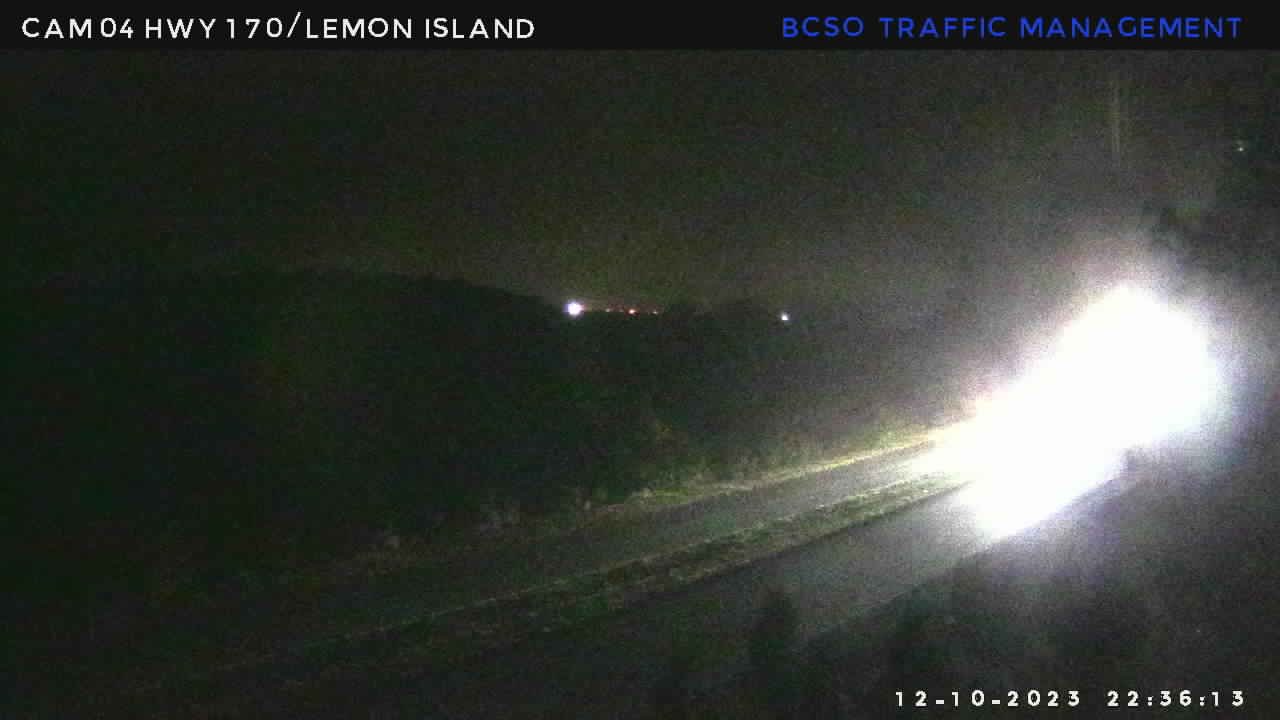 CAM04 HWY 170/LEMON ISLAND
BCSO TRAFFIC MANAGEMENT
12-10-2023 22:36:13